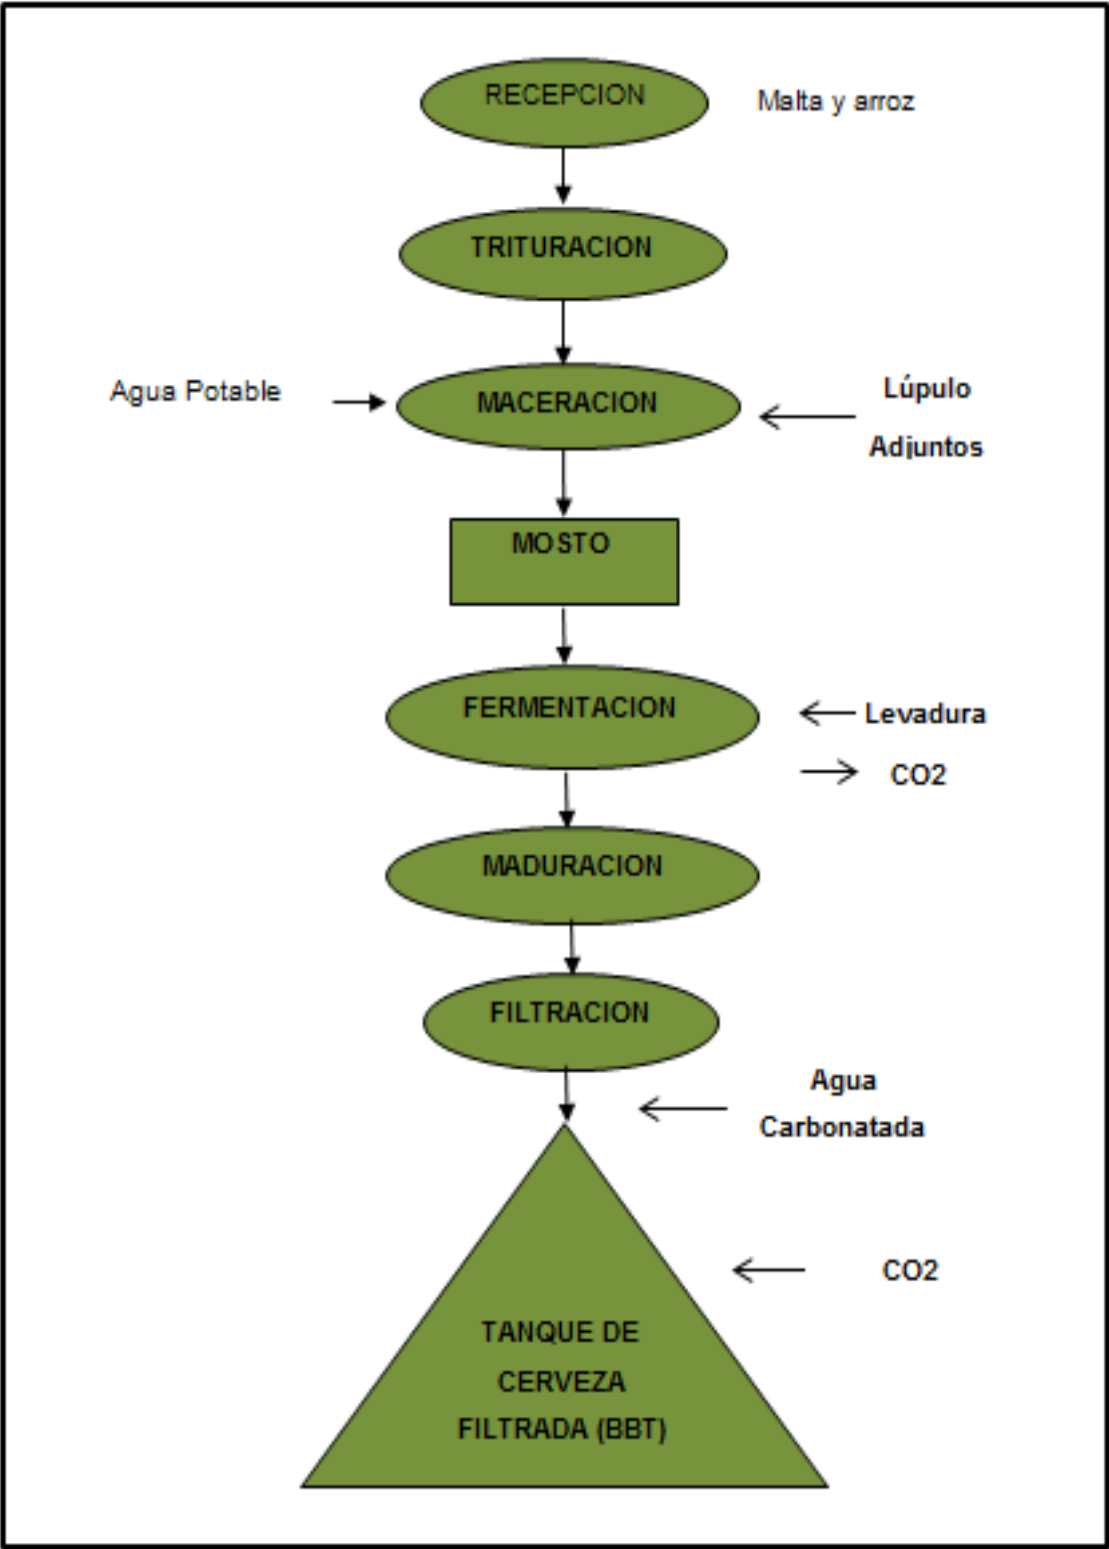 RECEPCION
Malta y arroz
TRITURACION
Agua Potable
MACERACION
Lúpulo
Adjuntos
MOSTO
FERMENTACION
Levadura
CO2
MADURACION
FILTRACION
Agua
Carbonatada
CO2
TANQUE DE
CERVEZA
FILTRADA (BBT)